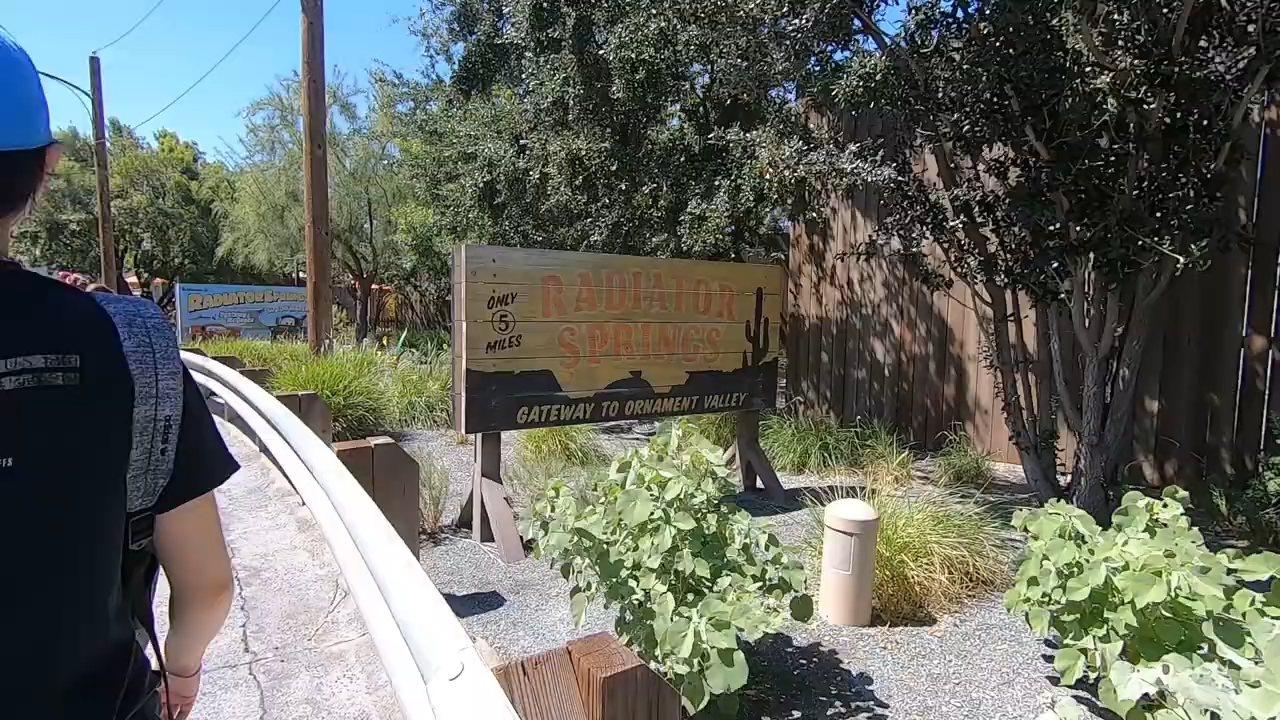 RADIATOR SPRINGS
ONLY
5
MILES
RADIATOR
SPRINGS
GATEWAY TO ORNAMENT VALLEY